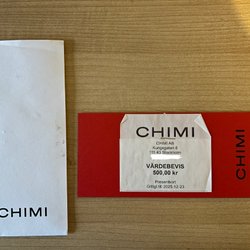 CHIMI
CHIMI
CHIMI AB
Kungsgatan 6
111 43 Stockholm
VÄRDEBEVIS
500,00 kr
Presentkort
Giltigt till: 2025-12-23
CHIMI